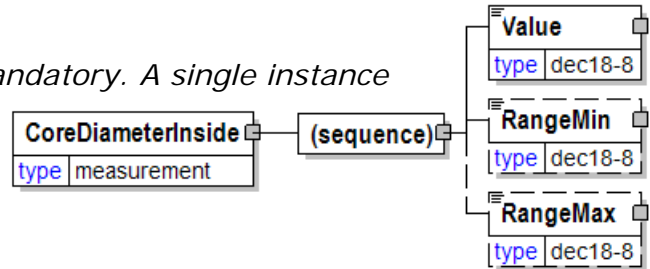 Value
type dec18-8
andatory. A single instance
RangeMin
type dec18-8
CoreDiameterInside
type measurement
(sequence)
RangeMax
type dec18-8